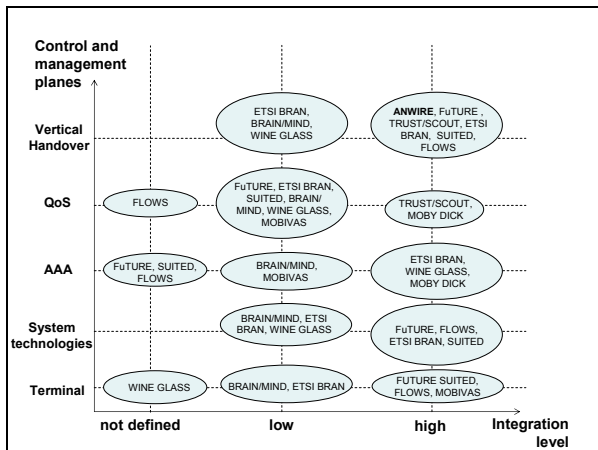 Control and
management
planes
ETSI BRAN,
BRAIN/MIND,
WINE GLASS
ANWIRE, FuTURE ,
TRUST/SCOUT, ETSI
BRAN, SUITED,
FLOWS
Vertical
Handover
QoS
FLOWS
FuTURE, ETSI BRAN,
SUITED, BRAIN/
MIND, WINE GLASS,
MOBIVAS
TRUST/SCOUT,
MOBY DICK
AAA
FuTURE, SUITED,
FLOWS
BRAIN/MIND,
MOBIVAS
ETSI BRAN,
WINE GLASS,
MOBY DICK
System
technologies
BRAIN/MIND, ETSI
BRAN, WINE GLASS
FuTURE, FLOWS,
ETSI BRAN, SUITED
Terminal
WINE GLASS
BRAIN/MIND, ETSI BRAN
FUTURE SUITED,
FLOWS, MOBIVAS
not defined
low
high
Integration
level